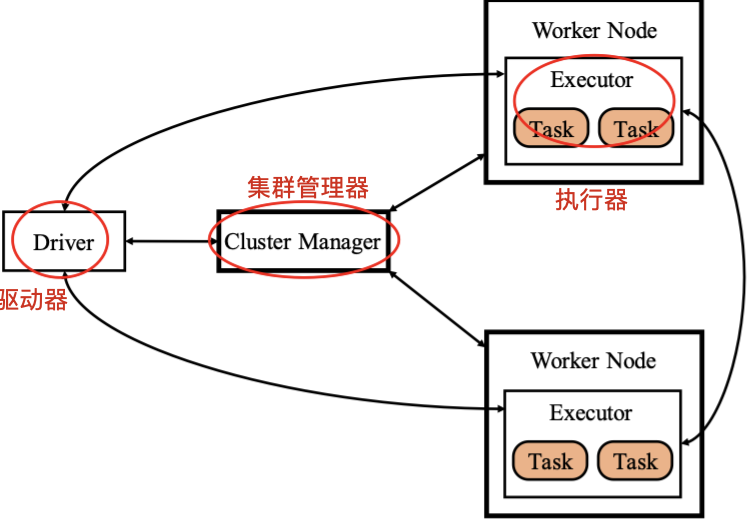 Worker Node
Executor
Task Task
执行器
集群管理器
Driver
Cluster Manager
驱动器
Worker Node
Executor
Task Task